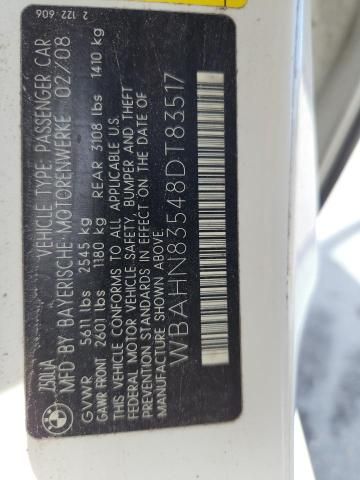 2 122 606
750LIA VEHICLE TYPE: PASSENGER CAR
MFD BY BAYERISCHE MOTORENWERKE 02/08
GVWR 5611 lbs 2545 kg
GAWR FRONT 2601 lbs 1180 kg REAR 3108 lbs 1410 kg
THIS VEHICLE CONFORMS TO ALL APPLICABLE U.S.
FEDERAL MOTOR VEHICLE SAFETY, BUMPER AND THEFT
PREVENTION STANDARDS IN EFFECT ON THE DATE OF
MANUFACTURE SHOWN ABOVE.
WBAHN83548DT83517